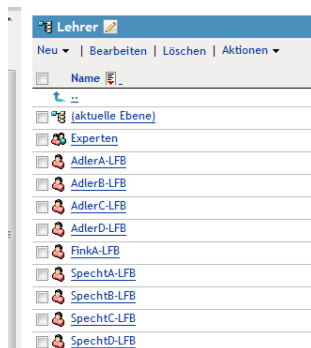 Lehrer
Neu | Bearbeiten | Löschen | Aktionen
Name
..
(aktuelle Ebene)
Experten
AdlerA-LFB
AdlerB-LFB
AdlerC-LFB
AdlerD-LFB
FinkA-LFB
SpechtA-LFB
SpechtB-LFB
SpechtC-LFB
SpechtD-LFB